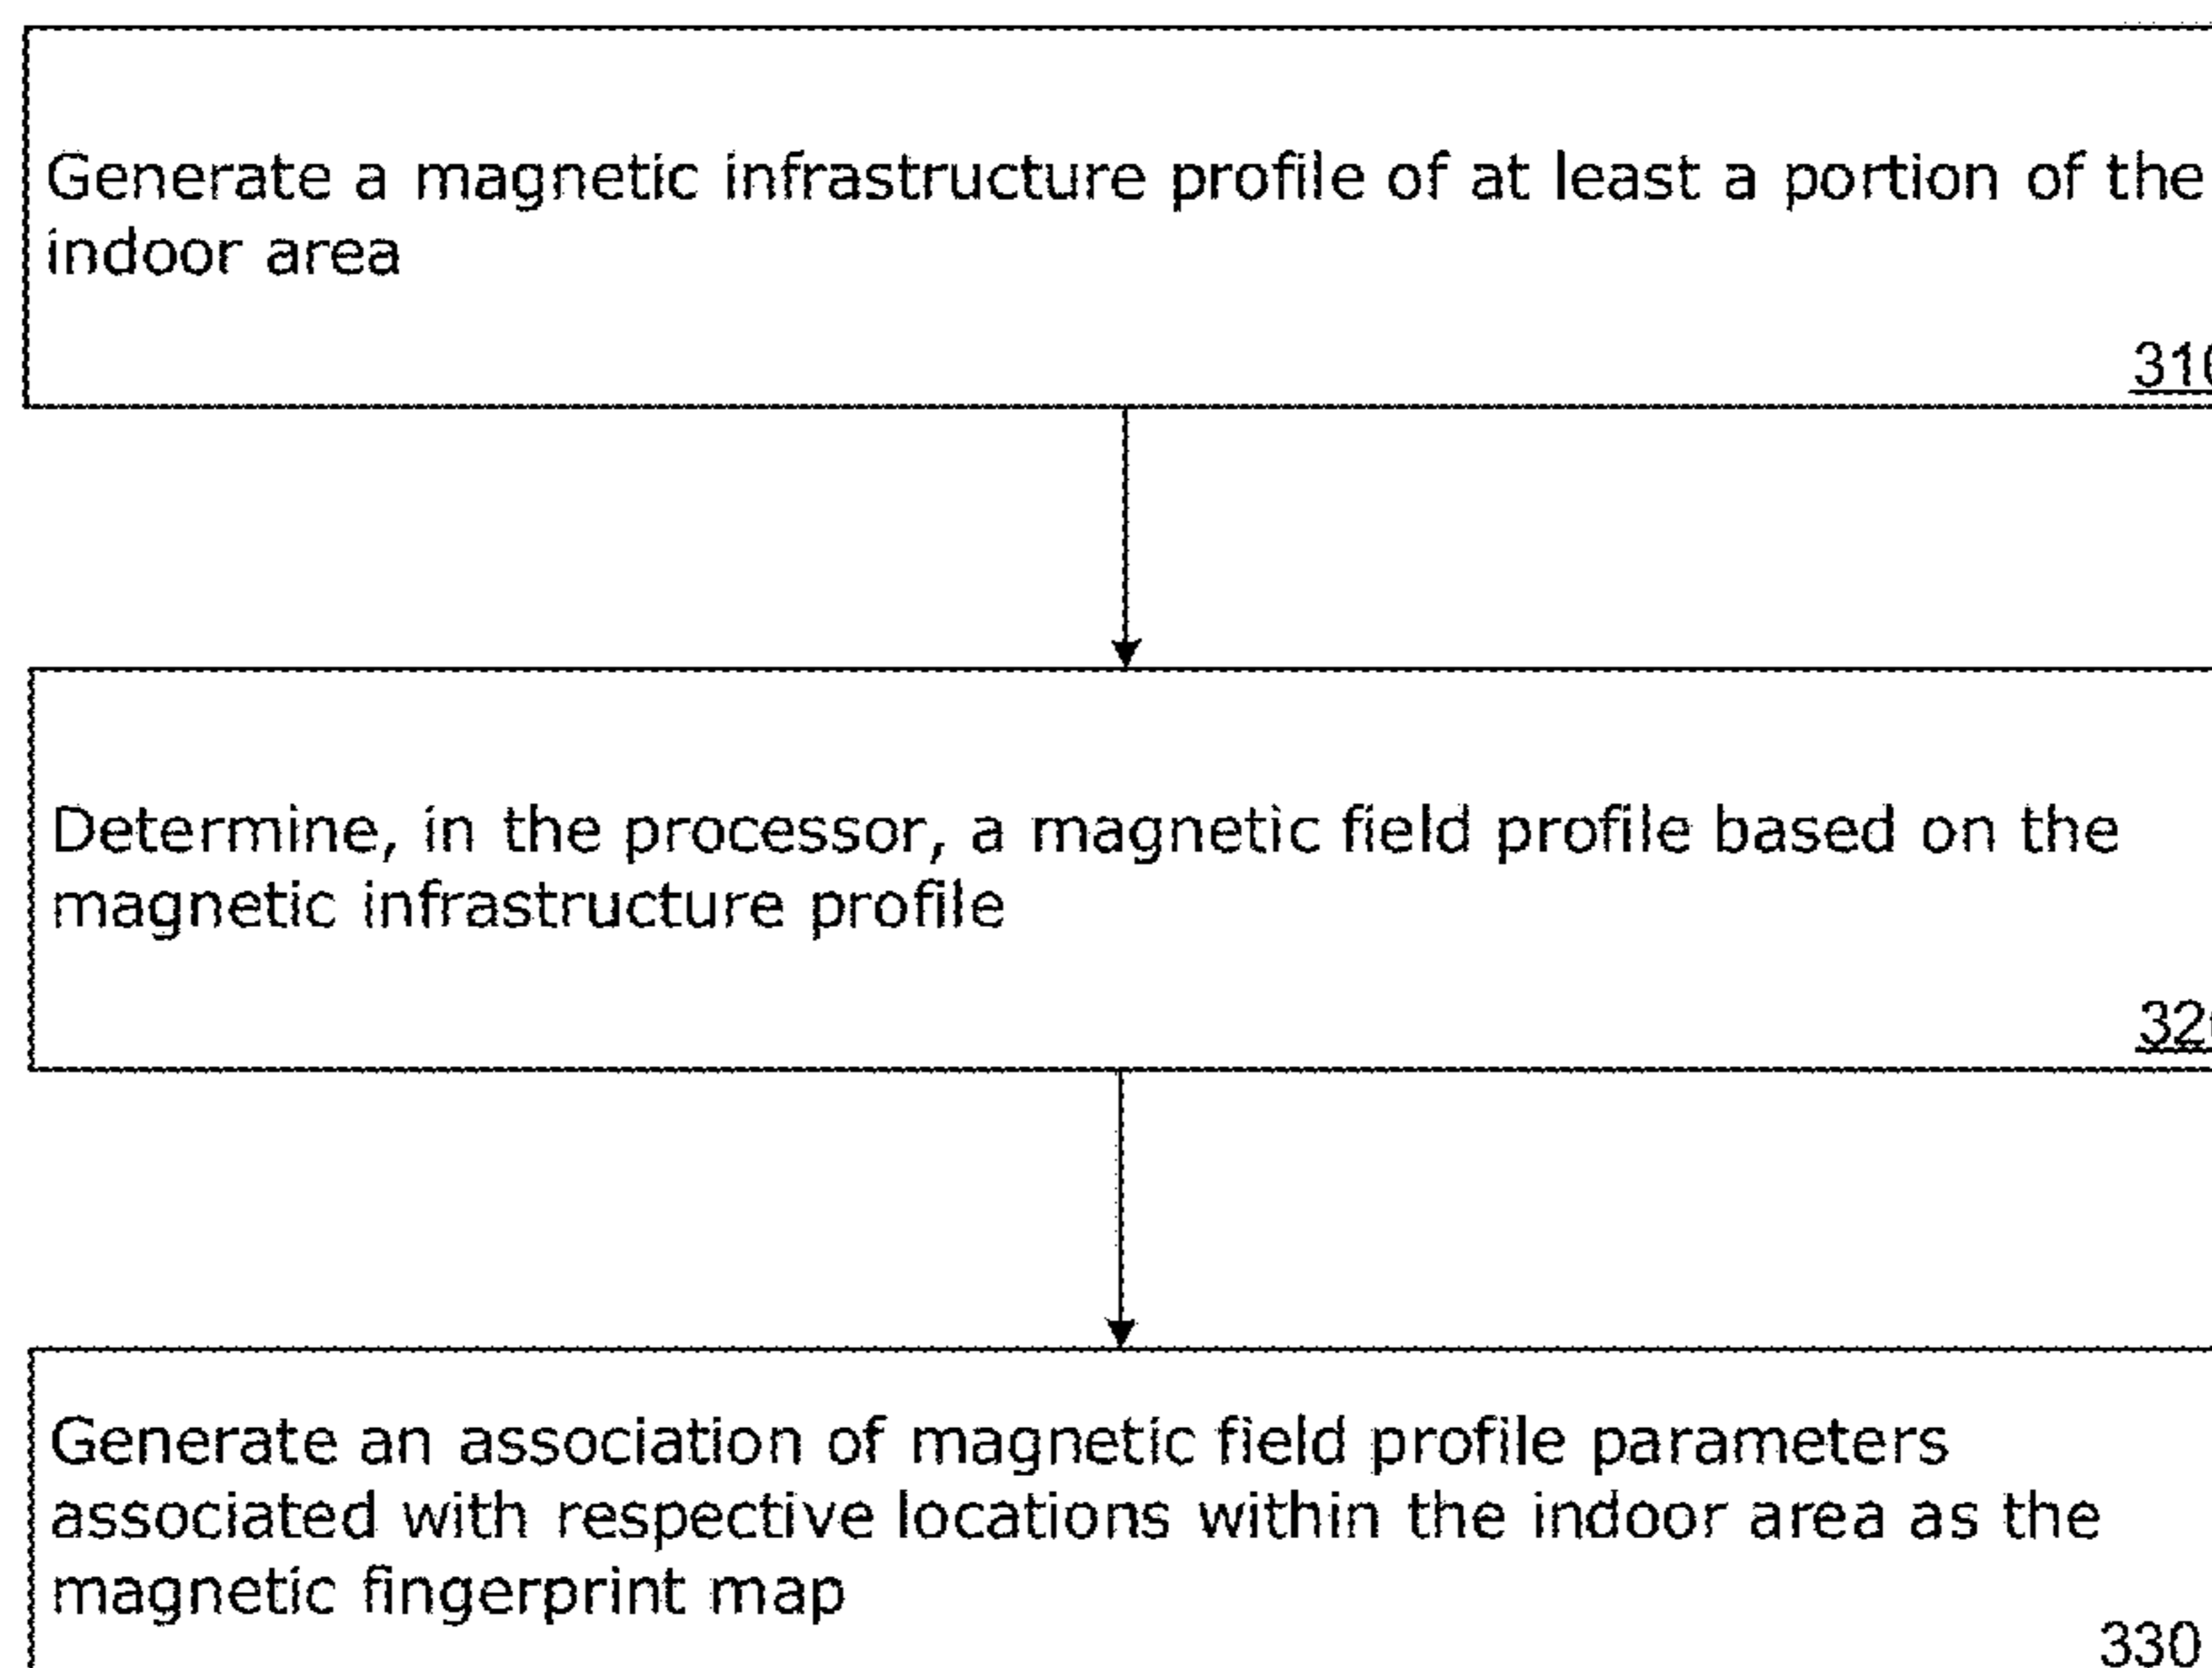 Generate a magnetic infrastructure profile of at least a portion of the
indoor area
310
Determine, in the processor, a magnetic field profile based on the
magnetic infrastructure profile
320
Generate an association of magnetic field profile parameters
associated with respective locations within the indoor area as the
magnetic fingerprint map
330